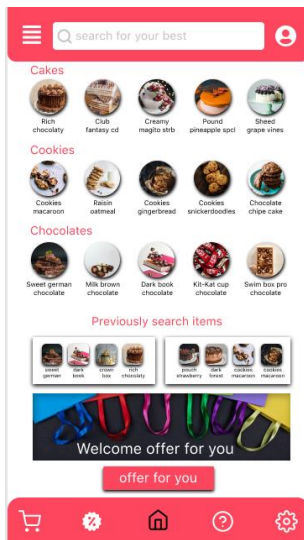 search for your best
Cakes
Rich Club Creamy Pound Sheed
chocolaty fantasy cd magito strb pineapple spcl grape vines
Cookies
Cookies Raisin Cookies Cookies Chocolate
macaroon oatmeal gingerbread snickerdoodles chipe cake
Chocolates
Sweet german Milk brown Dark book Kit-Kat cup Swim box pro
chocolate chocolate chocolate chocolate chocolate
Previously search items
sweet dark crown rich pouch dark cookies cookies
german book box chocolaty strawberry forest macaroon macaroon
Welcome offer for you
offer for you